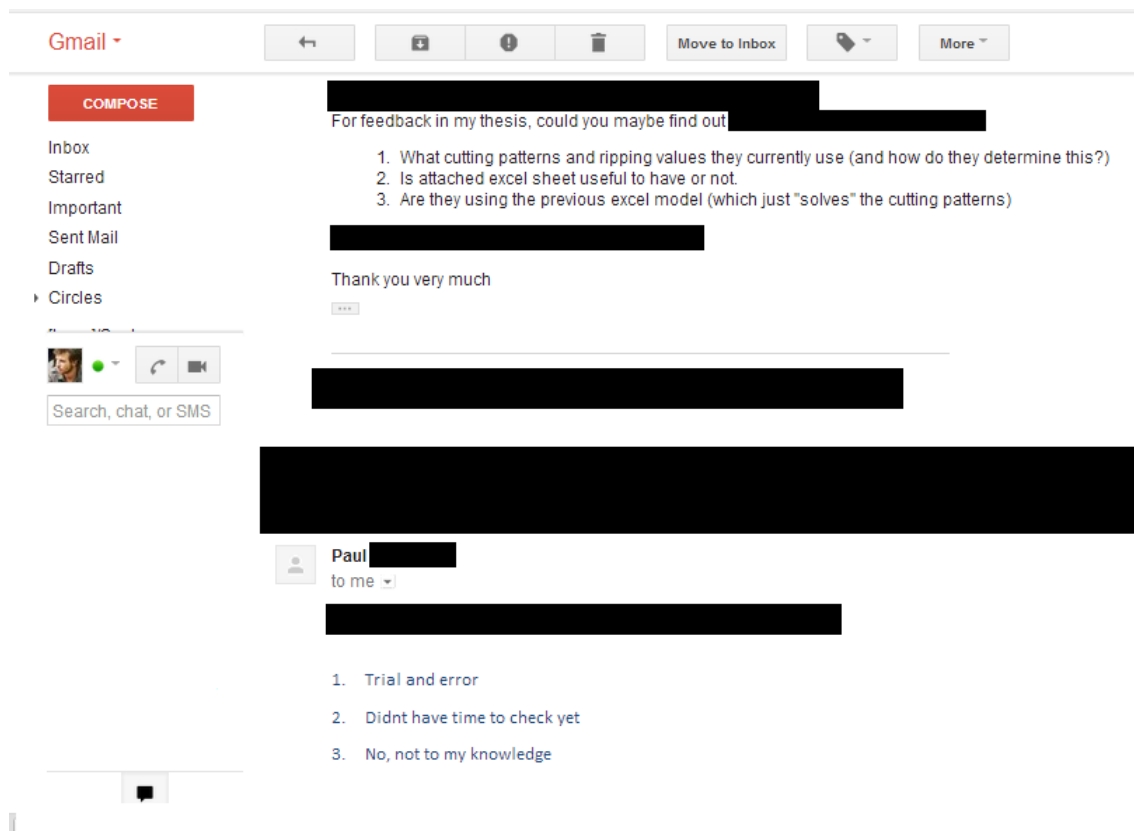 Gmail
Move to Inbox
More
COMPOSE
Inbox
Starred
Important
Sent Mail
Drafts
Circles
Search, chat, or SMS
For feedback in my thesis, could you maybe find out
1. What cutting patterns and ripping values they currently use (and how do they determine this?)
2. Is attached excel sheet useful to have or not.
3. Are they using the previous excel model (which just "solves" the cutting patterns)
Thank you very much
Paul
to me
1. Trial and error
2. Didnt have time to check yet
3. No, not to my knowledge